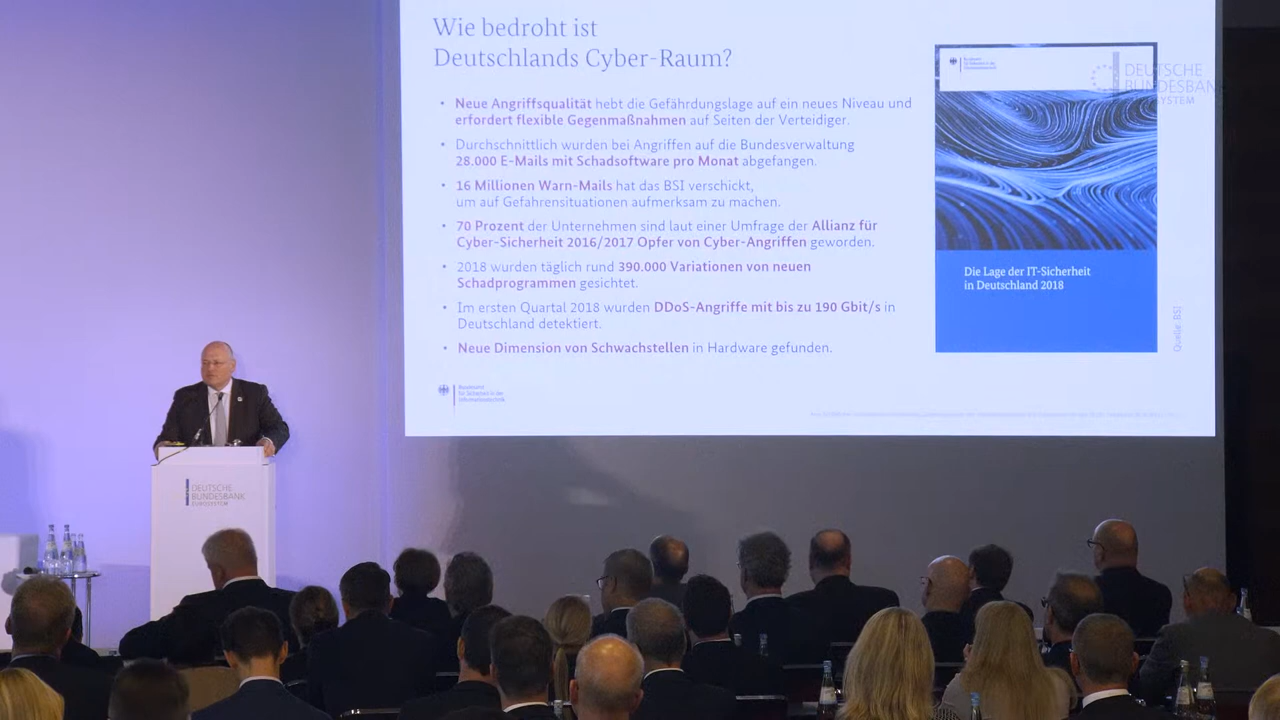 Wie bedroht ist
Deutschlands Cyber-Raum?
• Neue Angriffsqualität hebt die Gefährdungslage auf ein neues Niveau und
erfordert flexible Gegenmaßnahmen auf Seiten der Verteidiger.
• Durchschnittlich wurden bei Angriffen auf die Bundesverwaltung
28.000 E-Mails mit Schadsoftware pro Monat abgefangen.
• 16 Millionen Warn-Mails hat das BSI verschickt,
um auf Gefahrensituationen aufmerksam zu machen.
• 70 Prozent der Unternehmen sind laut einer Umfrage der Allianz für
Cyber-Sicherheit 2016/2017 Opfer von Cyber-Angriffen geworden.
• 2018 wurden täglich rund 390.000 Variationen von neuen
Schadprogrammen gesichtet.
• Im ersten Quartal 2018 wurden DDoS-Angriffe mit bis zu 190 Gbit/s in
Deutschland detektiert.
• Neue Dimension von Schwachstellen in Hardware gefunden.
Bundesamt
für Sicherheit in der
Informationstechnik
DEUTSCHE
BUNDESBANK
EUROSYSTEM
Die Lage der IT-Sicherheit
in Deutschland 2018
Quelle: BSI
DEUTSCHE
BUNDESBANK
EUROSYSTEM